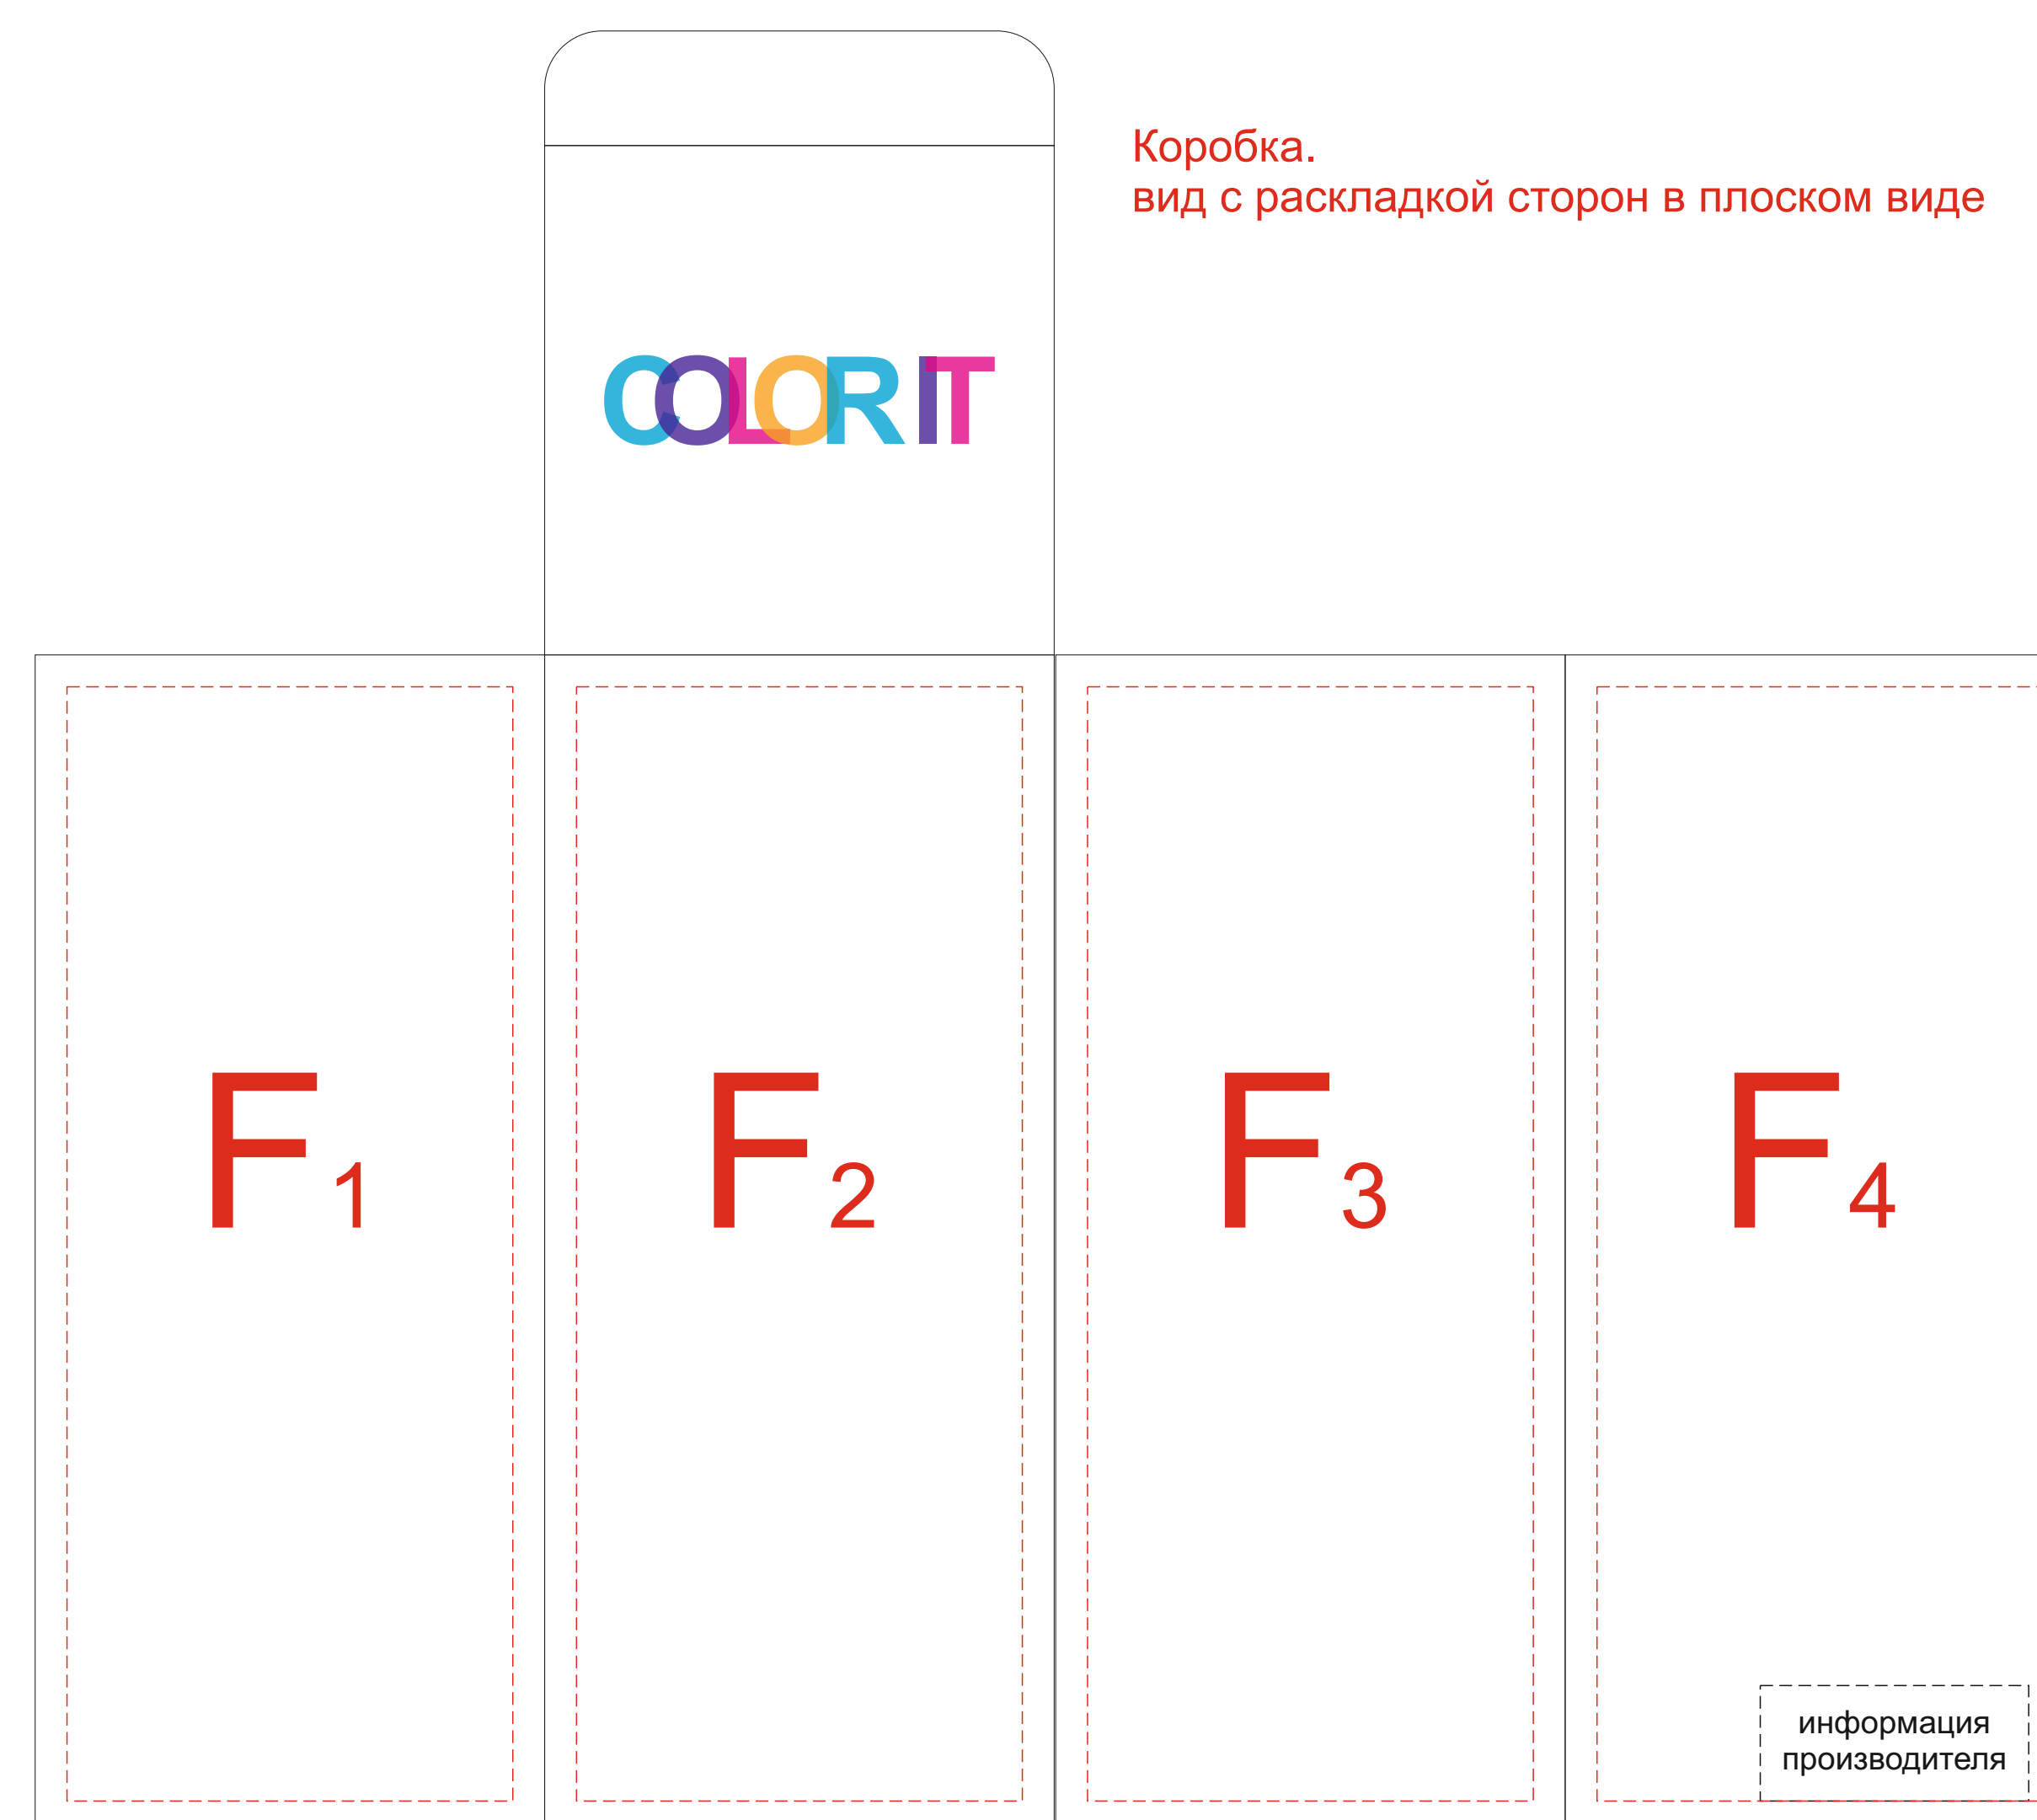 Коробка.
вид с раскладкой сторон в плоском виде
COLOR IT
F1
F2
F3
F4
информация
производителя